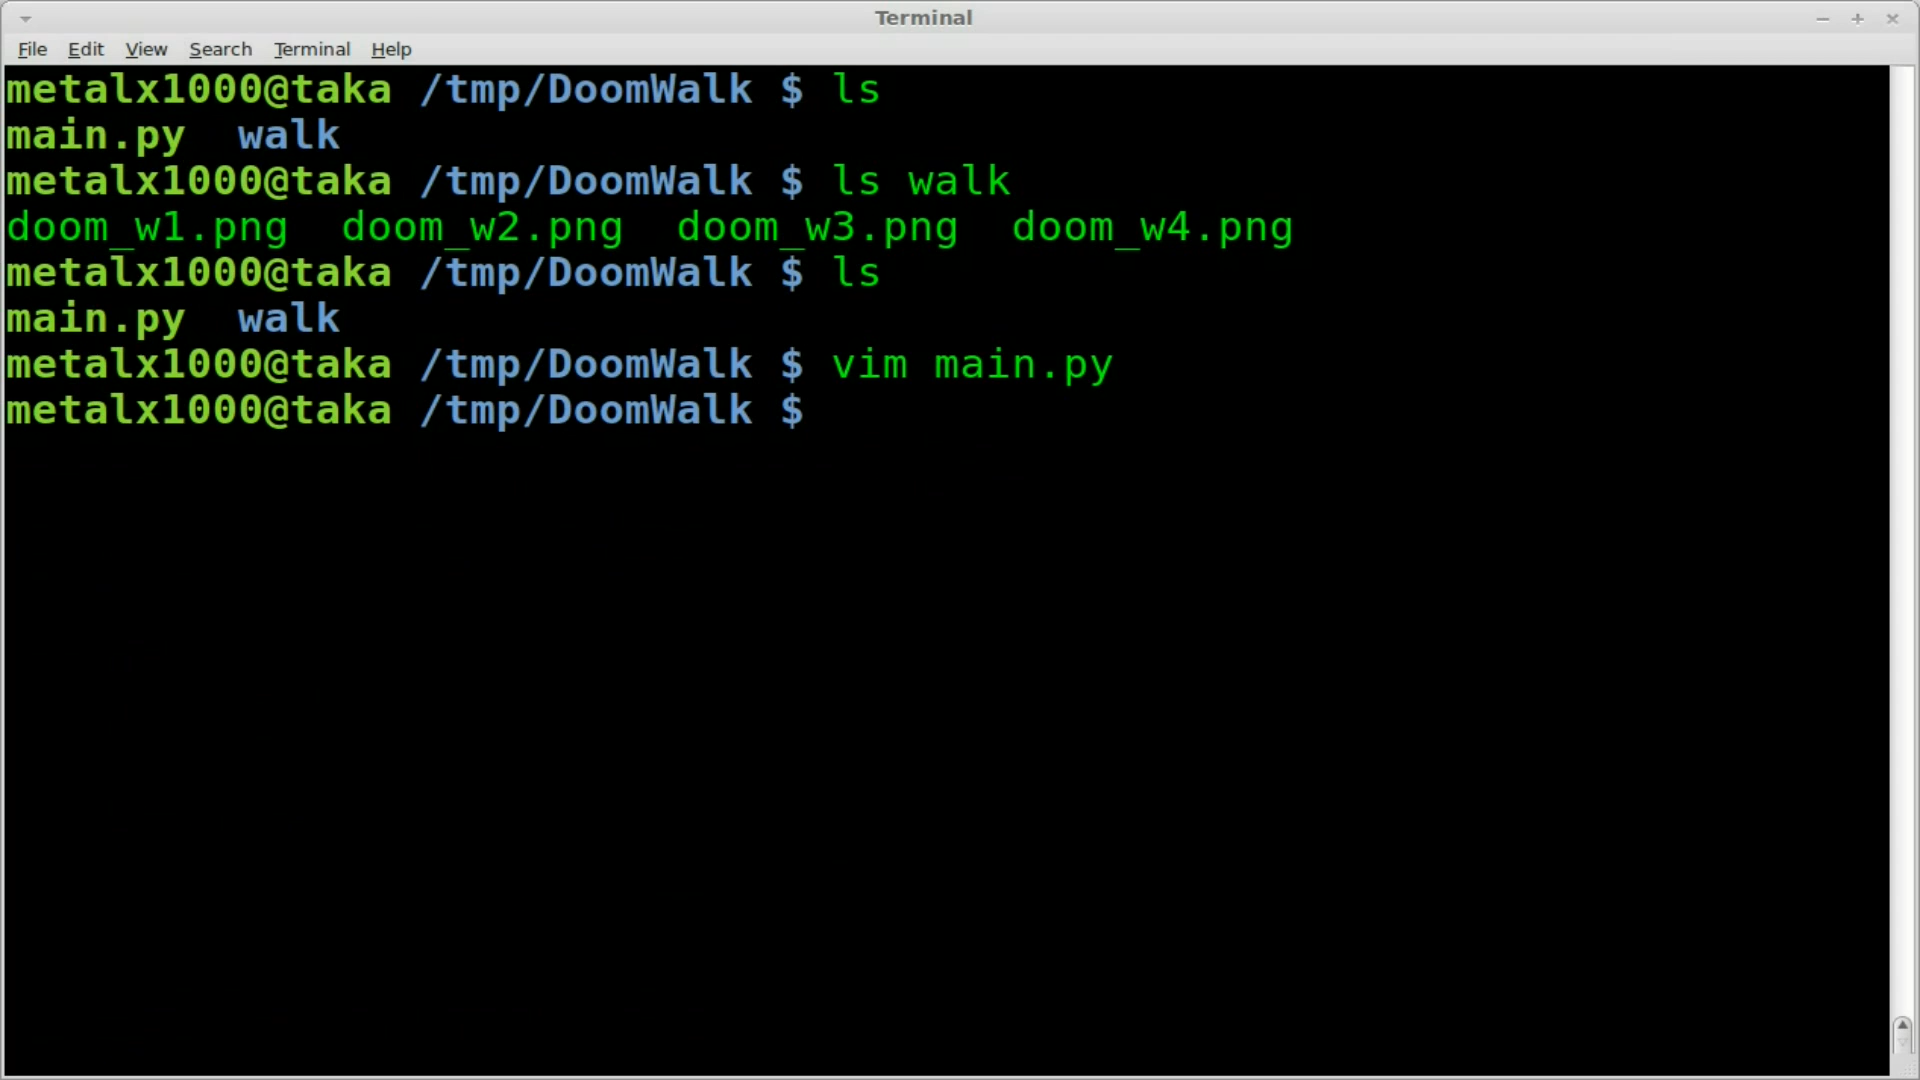 Terminal
File Edit View Search Terminal Help
metalx1000@taka /tmp/DoomWalk $ ls
main.py walk
metalx1000@taka /tmp/DoomWalk $ ls walk
doom_w1.png doom_w2.png doom_w3.png doom_w4.png
metalx1000@taka /tmp/DoomWalk $ ls
main.py walk
metalx1000@taka /tmp/DoomWalk $ vim main.py
metalx1000@taka /tmp/DoomWalk $